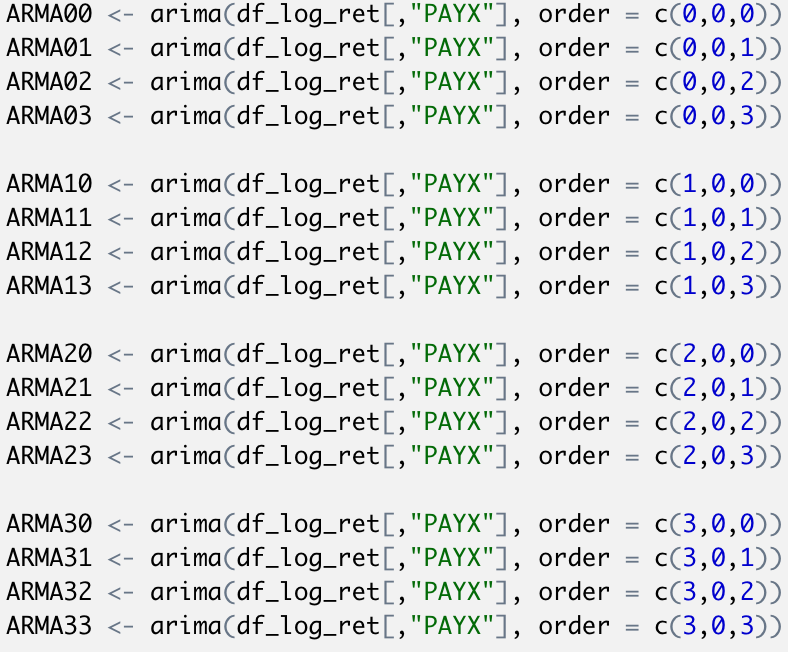 ARMA00 <- arima(df_log_ret[,"PAYX"], order = c(0,0,0))
ARMA01 <- arima(df_log_ret[,"PAYX"], order = c(0,0,1))
ARMA02 <- arima(df_log_ret[,"PAYX"], order = c(0,0,2))
ARMA03 <- arima(df_log_ret[,"PAYX"], order = c(0,0,3))
ARMA10 <- arima(df_log_ret[,"PAYX"], order = c(1,0,0))
ARMA11 <- arima(df_log_ret[,"PAYX"], order = c(1,0,1))
ARMA12 <- arima(df_log_ret[,"PAYX"], order = c(1,0,2))
ARMA13 <- arima(df_log_ret[,"PAYX"], order = c(1,0,3))
ARMA20 <- arima(df_log_ret[,"PAYX"], order = c(2,0,0))
ARMA21 <- arima(df_log_ret[,"PAYX"], order = c(2,0,1))
ARMA22 <- arima(df_log_ret[,"PAYX"], order = c(2,0,2))
ARMA23 <- arima(df_log_ret[,"PAYX"], order = c(2,0,3))
ARMA30 <- arima(df_log_ret[,"PAYX"], order = c(3,0,0))
ARMA31 <- arima(df_log_ret[,"PAYX"], order = c(3,0,1))
ARMA32 <- arima(df_log_ret[,"PAYX"], order = c(3,0,2))
ARMA33 <- arima(df_log_ret[,"PAYX"], order = c(3,0,3))